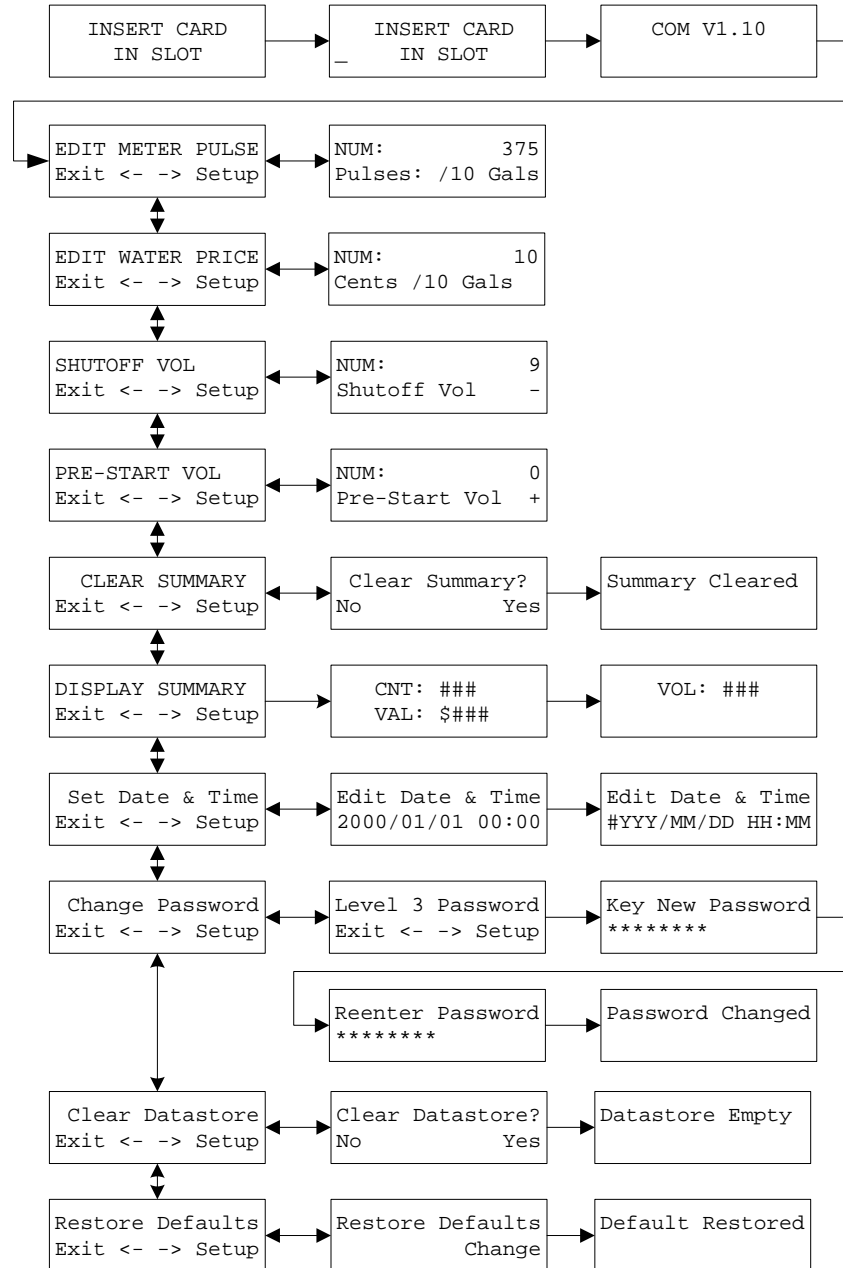 INSERT CARD
IN SLOT
INSERT CARD
_ IN SLOT
COM V1.10
EDIT METER PULSE
Exit <- -> Setup
NUM: 375
Pulses: /10 Gals
EDIT WATER PRICE
Exit <- -> Setup
NUM: 10
Cents /10 Gals
SHUTOFF VOL
Exit <- -> Setup
NUM: 9
Shutoff Vol -
PRE-START VOL
Exit <- -> Setup
NUM: 0
Pre-Start Vol +
CLEAR SUMMARY
Exit <- -> Setup
Clear Summary?
No Yes
Summary Cleared
DISPLAY SUMMARY
Exit <- -> Setup
CNT: ###
VAL: $###
VOL: ###
Set Date & Time
Exit <- -> Setup
Edit Date & Time
2000/01/01 00:00
Edit Date & Time
#YYY/MM/DD HH:MM
Change Password
Exit <- -> Setup
Level 3 Password
Exit <- -> Setup
Key New Password
********
Reenter Password
********
Password Changed
Clear Datastore
Exit <- -> Setup
Clear Datastore?
No Yes
Datastore Empty
Restore Defaults
Exit <- -> Setup
Restore Defaults
Change
Default Restored